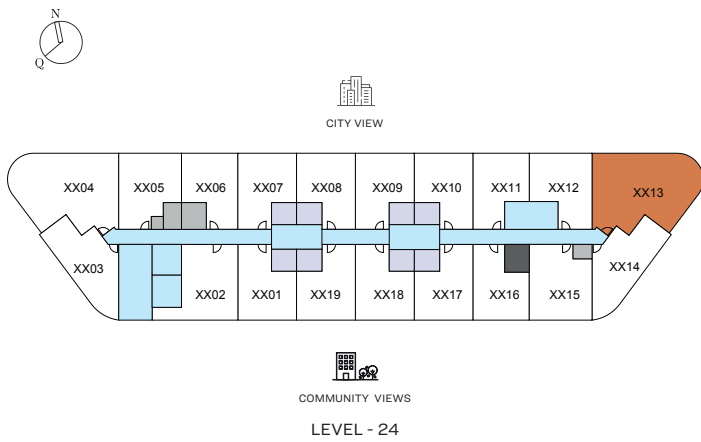 N
Q
CITY VIEW
XX04 XX05 XX06 XX07 XX08 XX09 XX10 XX11 XX12 XX13
XX03 XX02 XX01 XX19 XX18 XX17 XX16 XX15 XX14
COMMUNITY VIEWS
LEVEL - 24